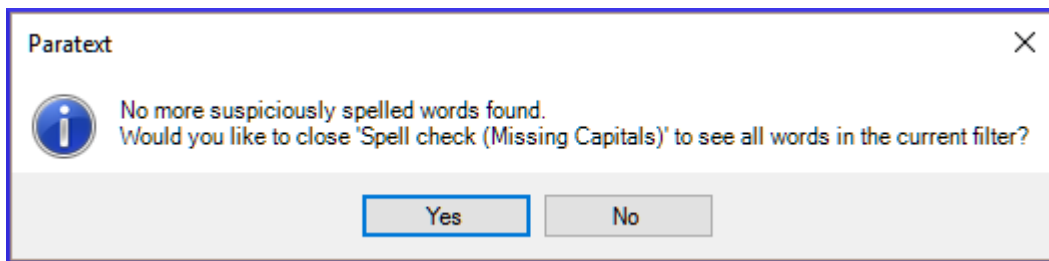 Paratext
No more suspiciously spelled words found.
Would you like to close 'Spell check (Missing Capitals)' to see all words in the current filter?
Yes
No